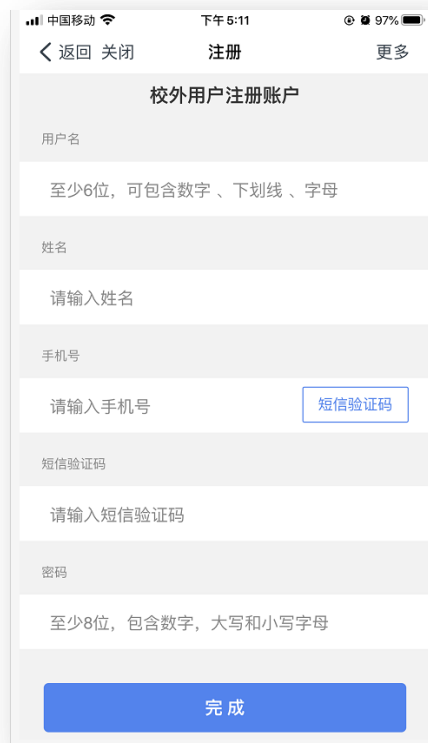 中国移动 下午5:11 97%
返回 关闭 注册 更多
校外用户注册账户
用户名
至少6位，可包含数字 、下划线 、字母
姓名
请输入姓名
手机号
请输入手机号 短信验证码
短信验证码
请输入短信验证码
密码
至少8位，包含数字，大写和小写字母
完 成